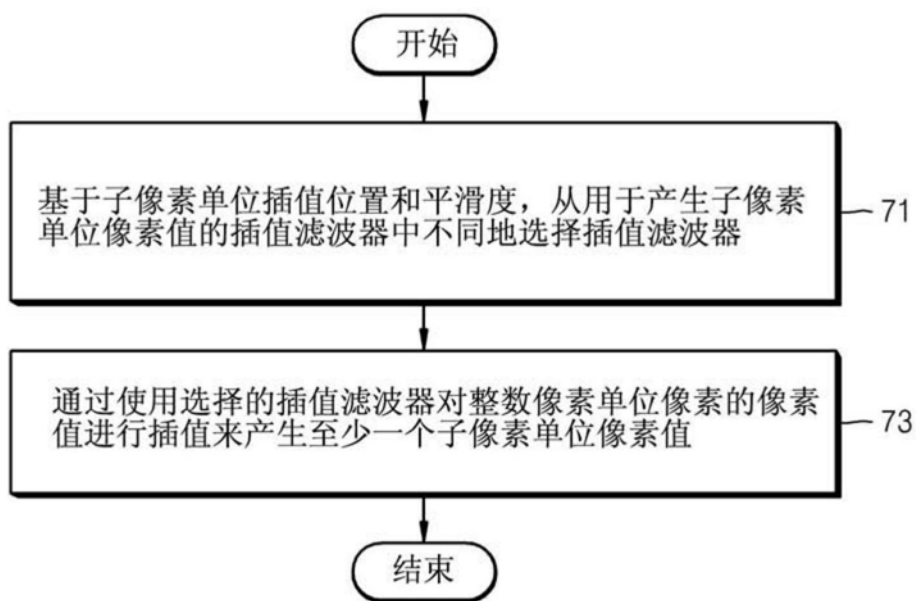 开始
基于子像素单位插值位置和平滑度，从用于产生子像素
单位像素值的插值滤波器中不同地选择插值滤波器
71
通过使用选择的插值滤波器对整数像素单位像素的像素
值进行插值来产生至少一个子像素单位像素值
73
结束